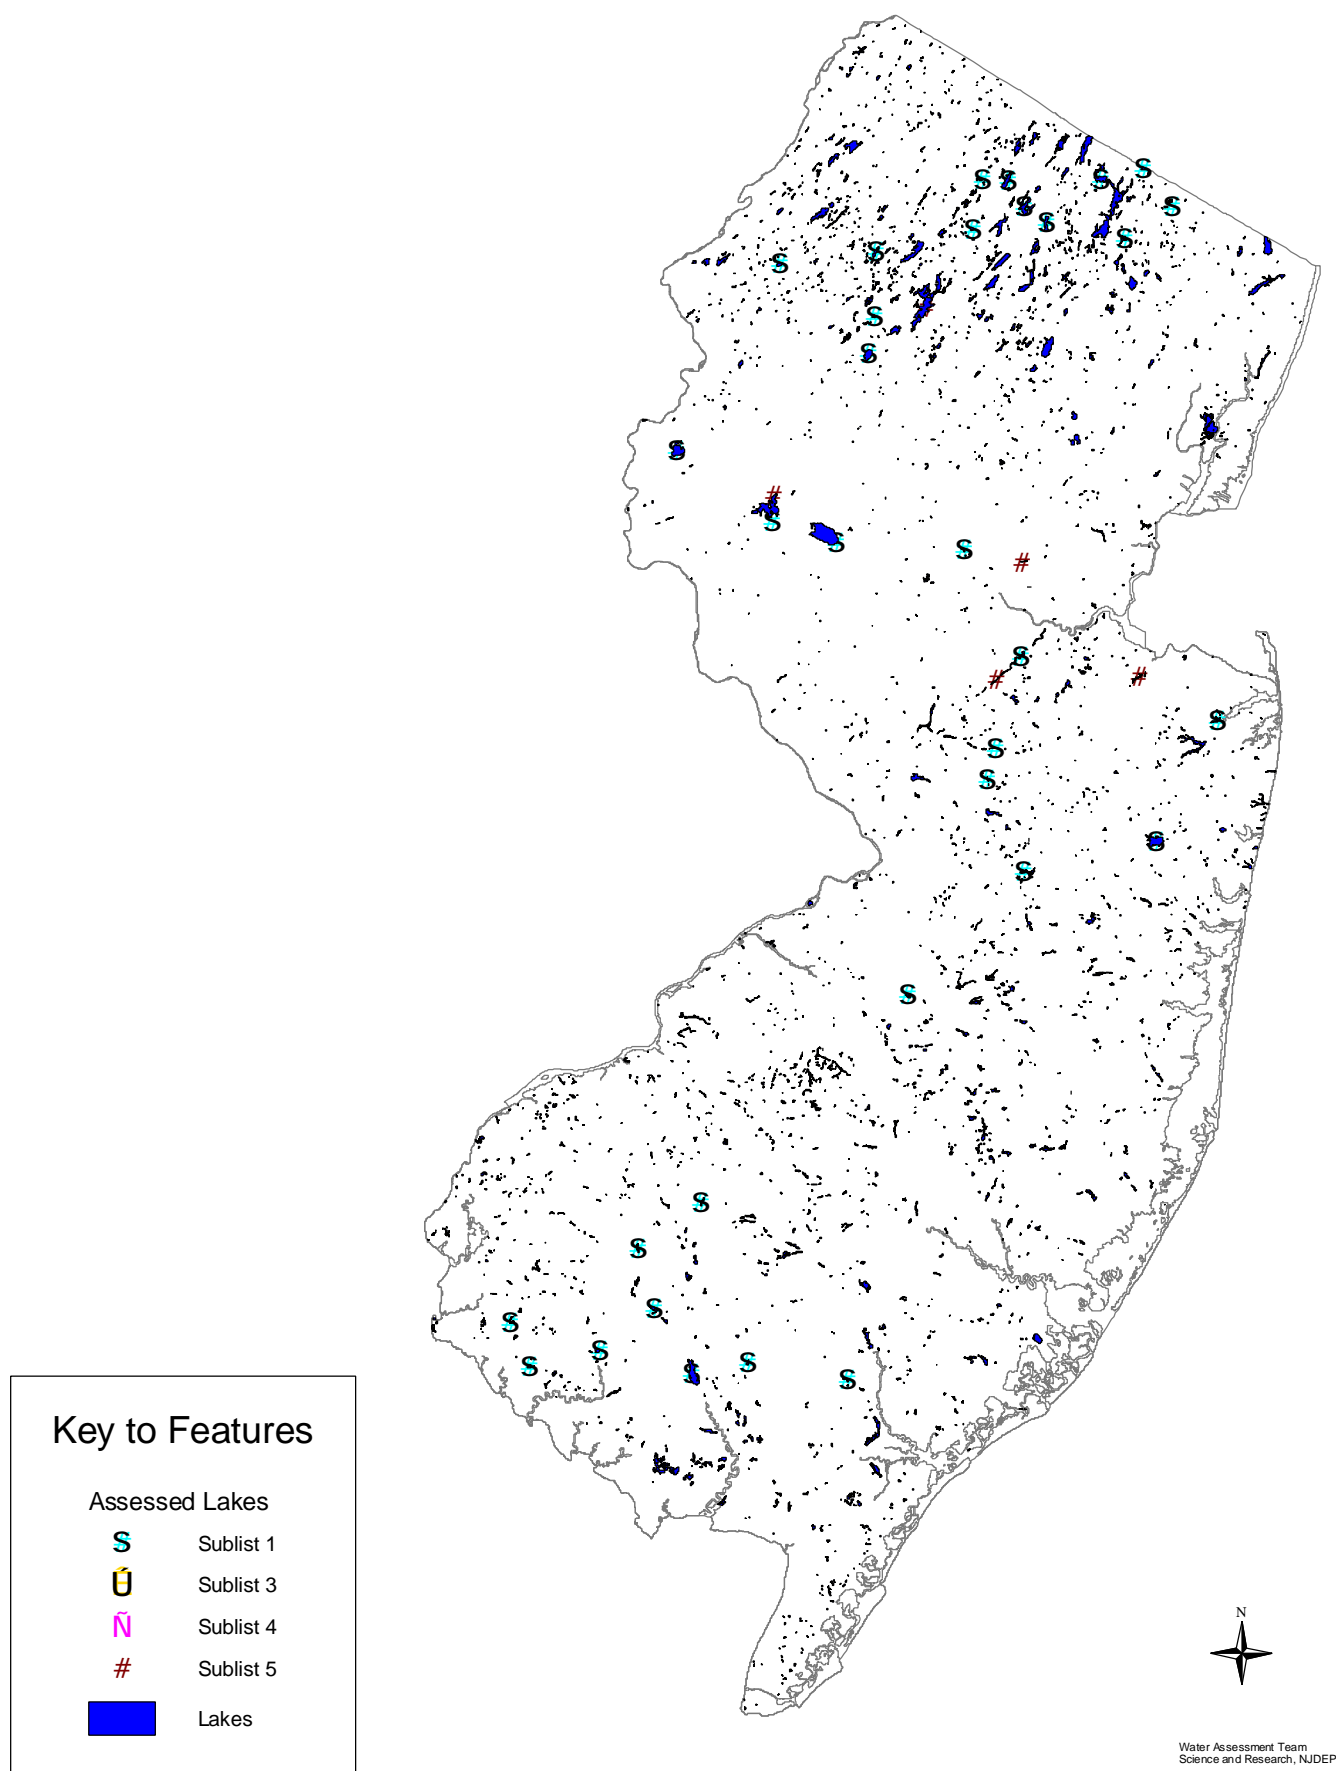 Key to Features
Assessed Lakes
S Sublist 1
Ú Sublist 3
Ñ Sublist 4
# Sublist 5
Lakes
N
Water Assessment Team
Science and Research, NJDEP